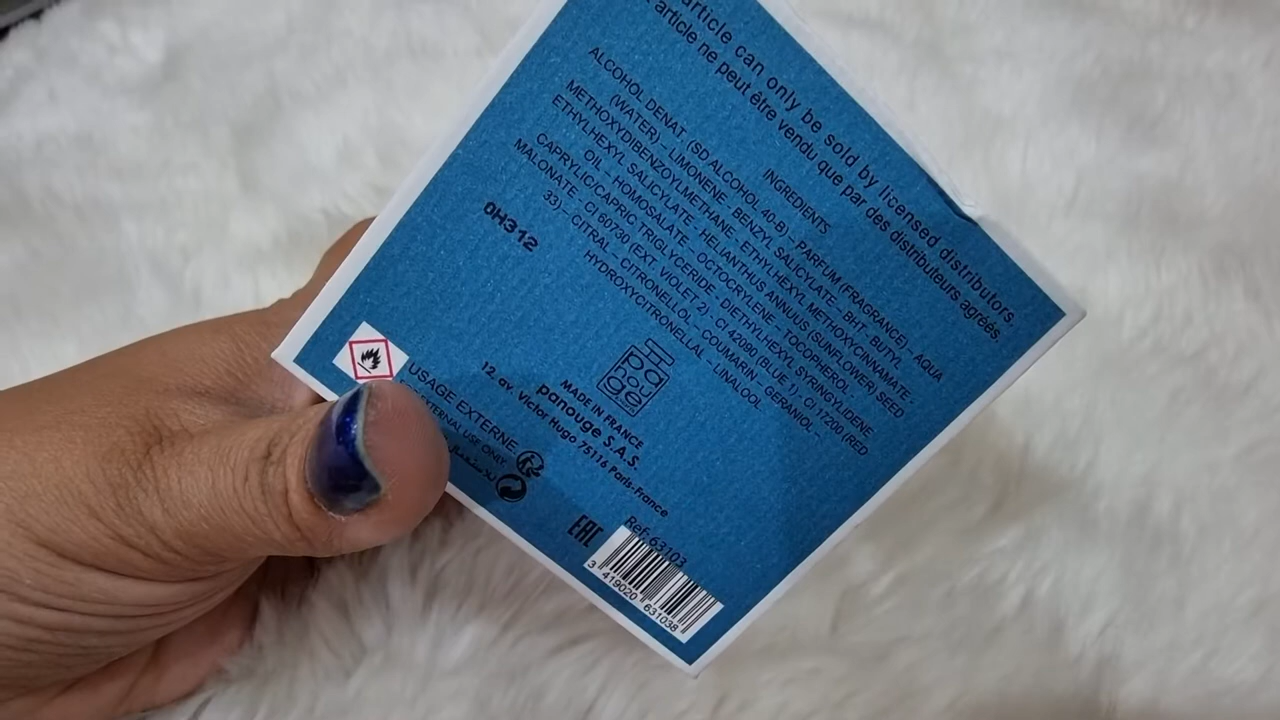 article can only be sold by licensed distributors.
article ne peut être vendu que par des distributeurs agréés.
INGREDIENTS
ALCOHOL DENAT. (SD ALCOHOL 40-B) - PARFUM (FRAGRANCE) - AQUA
(WATER) - LIMONENE - BENZYL SALICYLATE - BHT - BUTYL
METHOXYDIBENZOYLMETHANE - ETHYLHEXYL METHOXYCINNAMATE -
ETHYLHEXYL SALICYLATE - HELIANTHUS ANNUUS (SUNFLOWER) SEED
OIL - HOMOSALATE - OCTOCRYLENE - TOCOPHEROL -
CAPRYLIC/CAPRIC TRIGLYCERIDE - DIETHYLHEXYL SYRINGYLIDENE
MALONATE - CI 60730 (EXT. VIOLET 2) - CI 42090 (BLUE 1)- CI 17200 (RED
33) - CITRAL - CITRONELLOL - COUMARIN - GERANIOL -
HYDROXYCITRONELLAL - LINALOOL
0H312
panouge
MADE IN FRANCE
panouge S.A.S.
12, av. Victor Hugo 75116 Paris-France
USAGE EXTERNE
EXTERNAL USE ONLY
EAC
Ref: 63103
3 419020 631038